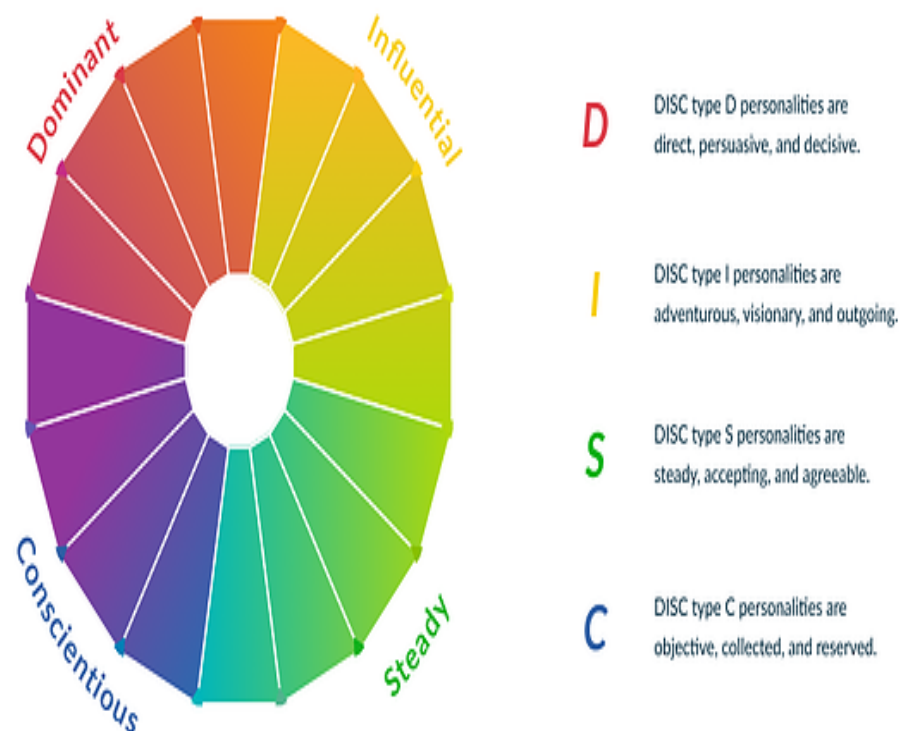 Dominant
Influential
Conscientious
Steady
D
DISC type D personalities are
direct, persuasive, and decisive.
I
DISC type I personalities are
adventurous, visionary, and outgoing.
S
DISC type S personalities are
steady, accepting, and agreeable.
C
DISC type C personalities are
objective, collected, and reserved.